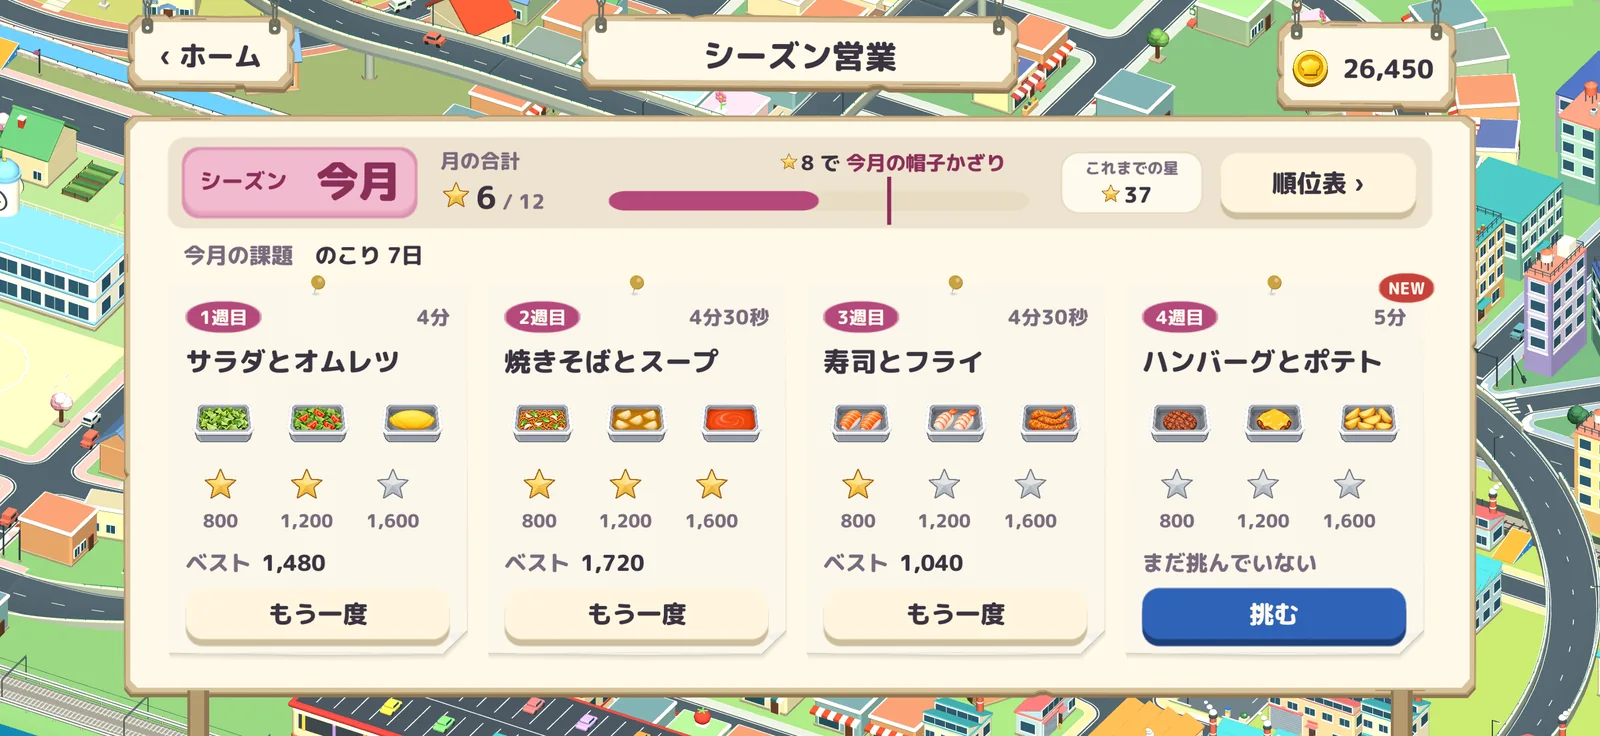 ‹ ホーム
シーズン営業
26,450
シーズン 今月
月の合計
6 / 12
8 で 今月の帽子かざり
これまでの星
37
順位表 ›
今月の課題 のこり 7日
1週目 4分
サラダとオムレツ
800 1,200 1,600
ベスト 1,480
もう一度
2週目 4分30秒
焼きそばとスープ
800 1,200 1,600
ベスト 1,720
もう一度
3週目 4分30秒
寿司とフライ
800 1,200 1,600
ベスト 1,040
もう一度
NEW
4週目 5分
ハンバーグとポテト
800 1,200 1,600
まだ挑んでいない
挑む